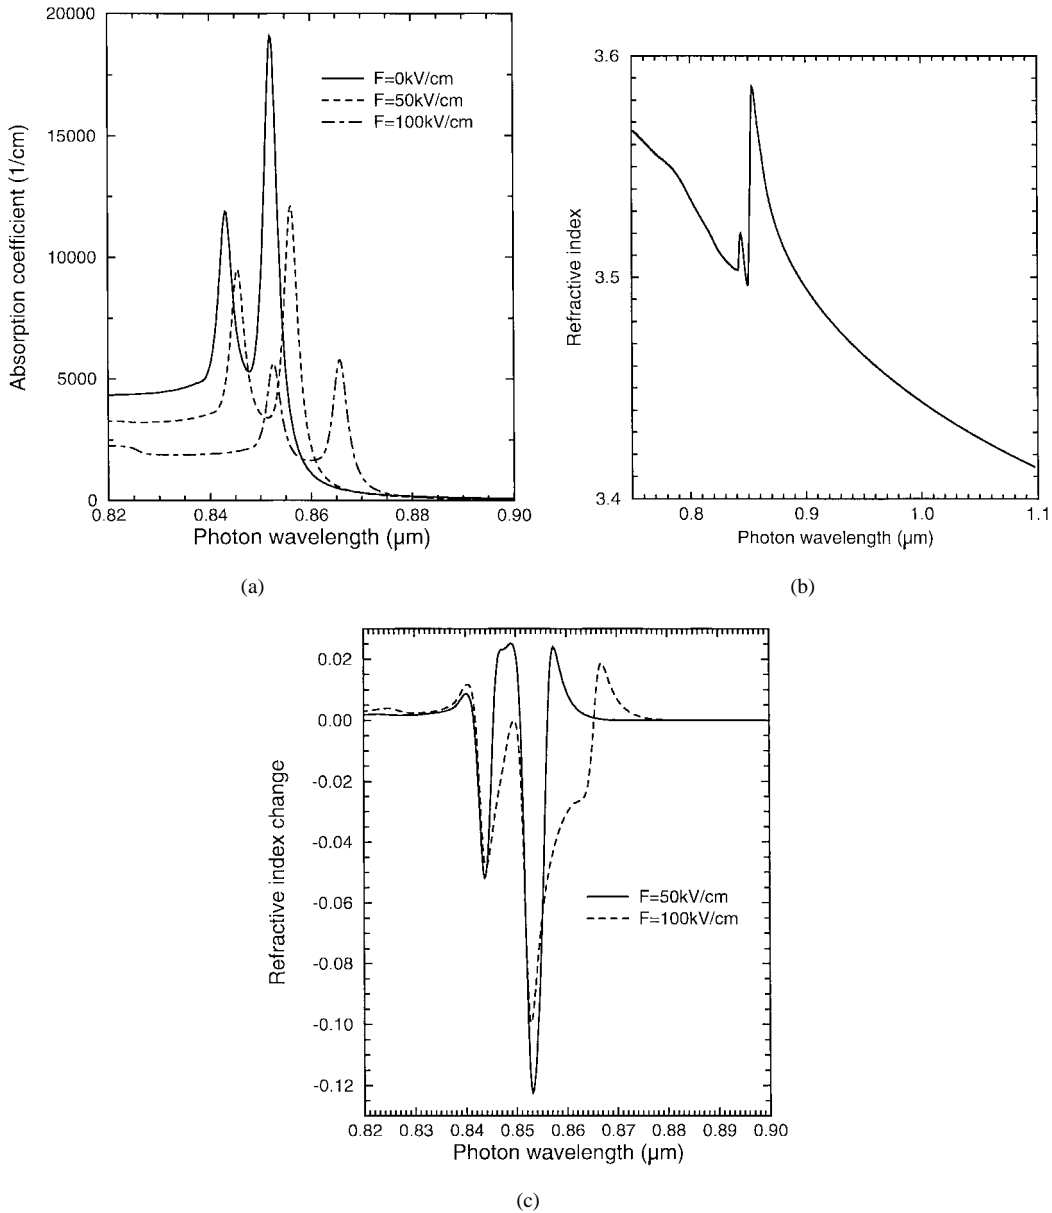 20000
15000
10000
5000
0
Absorption coefficient (1/cm)
F=0kV/cm
F=50kV/cm
F=100kV/cm
0.82 0.84 0.86 0.88 0.90
Photon wavelength (μm)
(a)
3.6
3.5
3.4
Refractive index
0.8 0.9 1.0 1.1
Photon wavelength (μm)
(b)
0.02
0.00
-0.02
-0.04
-0.06
-0.08
-0.10
-0.12
Refractive index change
F=50kV/cm
F=100kV/cm
0.82 0.83 0.84 0.85 0.86 0.87 0.88 0.89 0.90
Photon wavelength (μm)
(c)